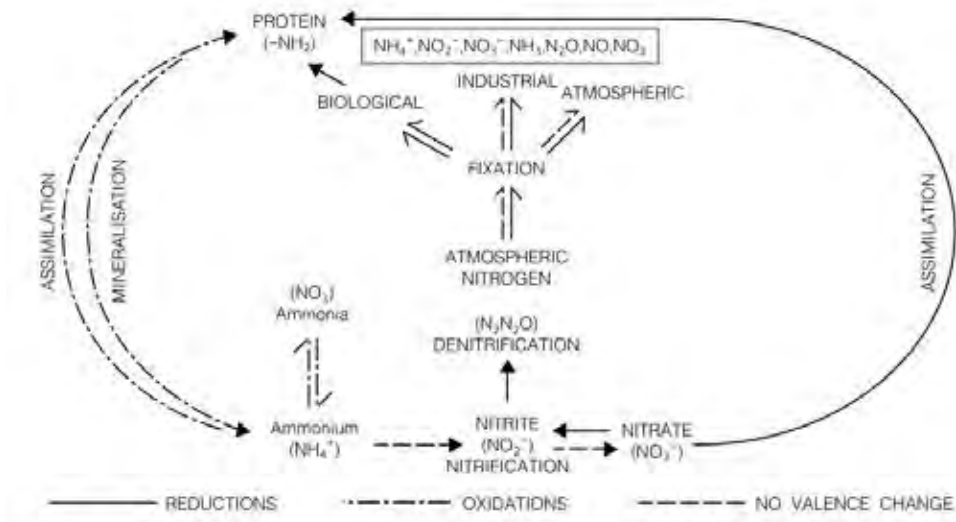 PROTEIN
(–NH₂)
NH₄⁺,NO₂⁻,NO₃⁻,NH₃,N₂O,NO,NO₃
INDUSTRIAL
ATMOSPHERIC
BIOLOGICAL
FIXATION
ASSIMILATION
MINERALISATION
ASSIMILATION
ATMOSPHERIC
NITROGEN
(NO₃)
Ammonia
(N₂N₂O)
DENITRIFICATION
Ammonium
(NH₄⁺)
NITRITE
(NO₂⁻)
NITRIFICATION
NITRATE
(NO₃⁻)
REDUCTIONS
OXIDATIONS
NO VALENCE CHANGE